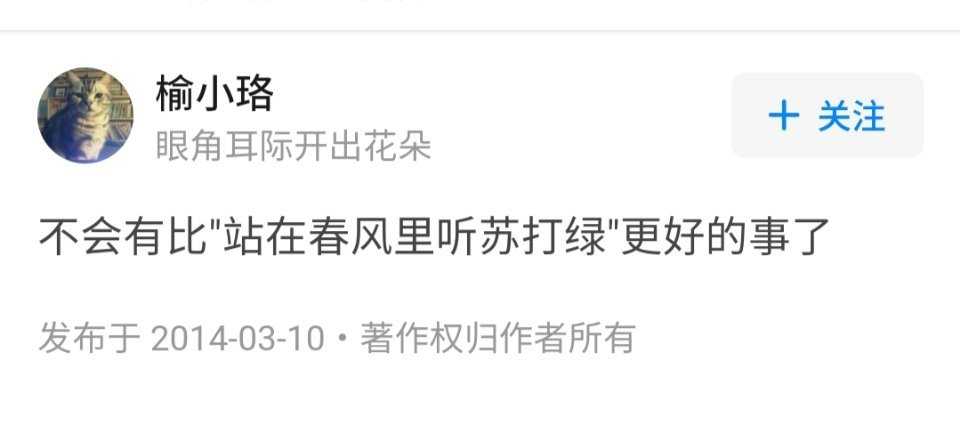 榆小珞
眼角耳际开出花朵
+ 关注
不会有比"站在春风里听苏打绿"更好的事了
发布于 2014-03-10 · 著作权归作者所有